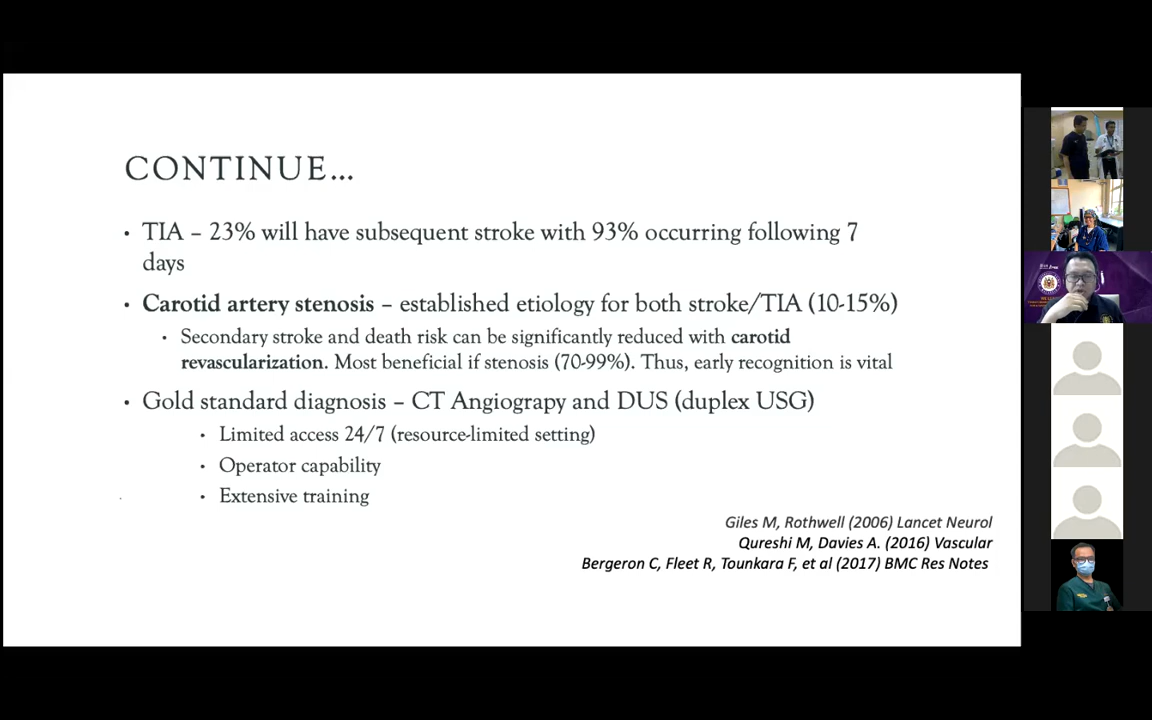 CONTINUE…
• TIA – 23% will have subsequent stroke with 93% occurring following 7
days
• Carotid artery stenosis – established etiology for both stroke/TIA (10-15%)
• Secondary stroke and death risk can be significantly reduced with carotid
revascularization. Most beneficial if stenosis (70-99%). Thus, early recognition is vital
• Gold standard diagnosis – CT Angiograpy and DUS (duplex USG)
• Limited access 24/7 (resource-limited setting)
• Operator capability
• Extensive training
Giles M, Rothwell (2006) Lancet Neurol
Qureshi M, Davies A. (2016) Vascular
Bergeron C, Fleet R, Tounkara F, et al (2017) BMC Res Notes